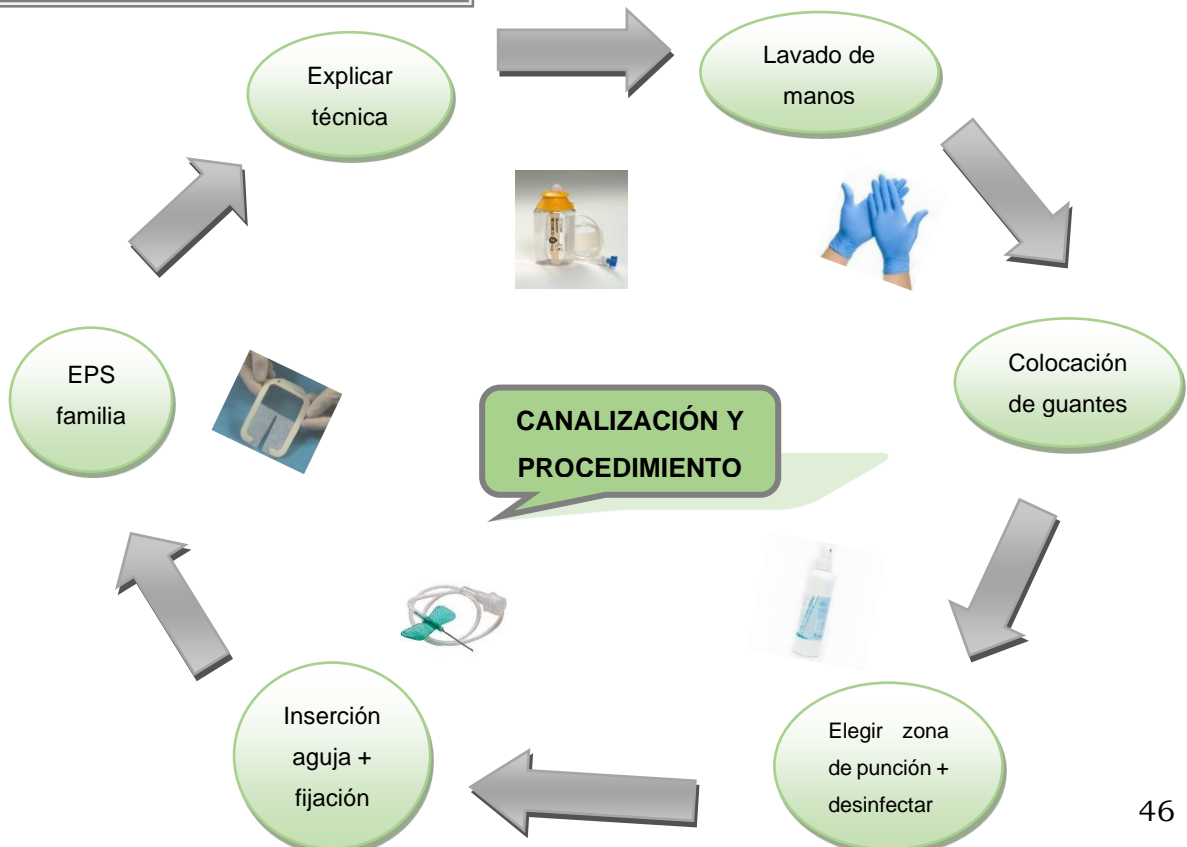 Explicar
técnica
Lavado de
manos
Colocación
de guantes
Elegir zona
de punción +
desinfectar
Inserción
aguja +
fijación
EPS
familia
CANALIZACIÓN Y
PROCEDIMIENTO
46